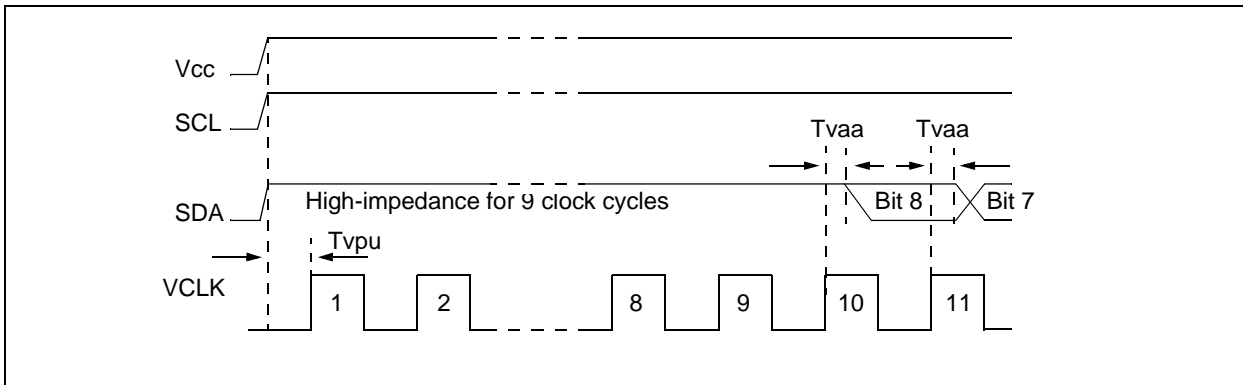 Vcc
SCL
Tvaa Tvaa
SDA
High-impedance for 9 clock cycles
Bit 8
Bit 7
Tvpu
VCLK
1 2 8 9 10 11